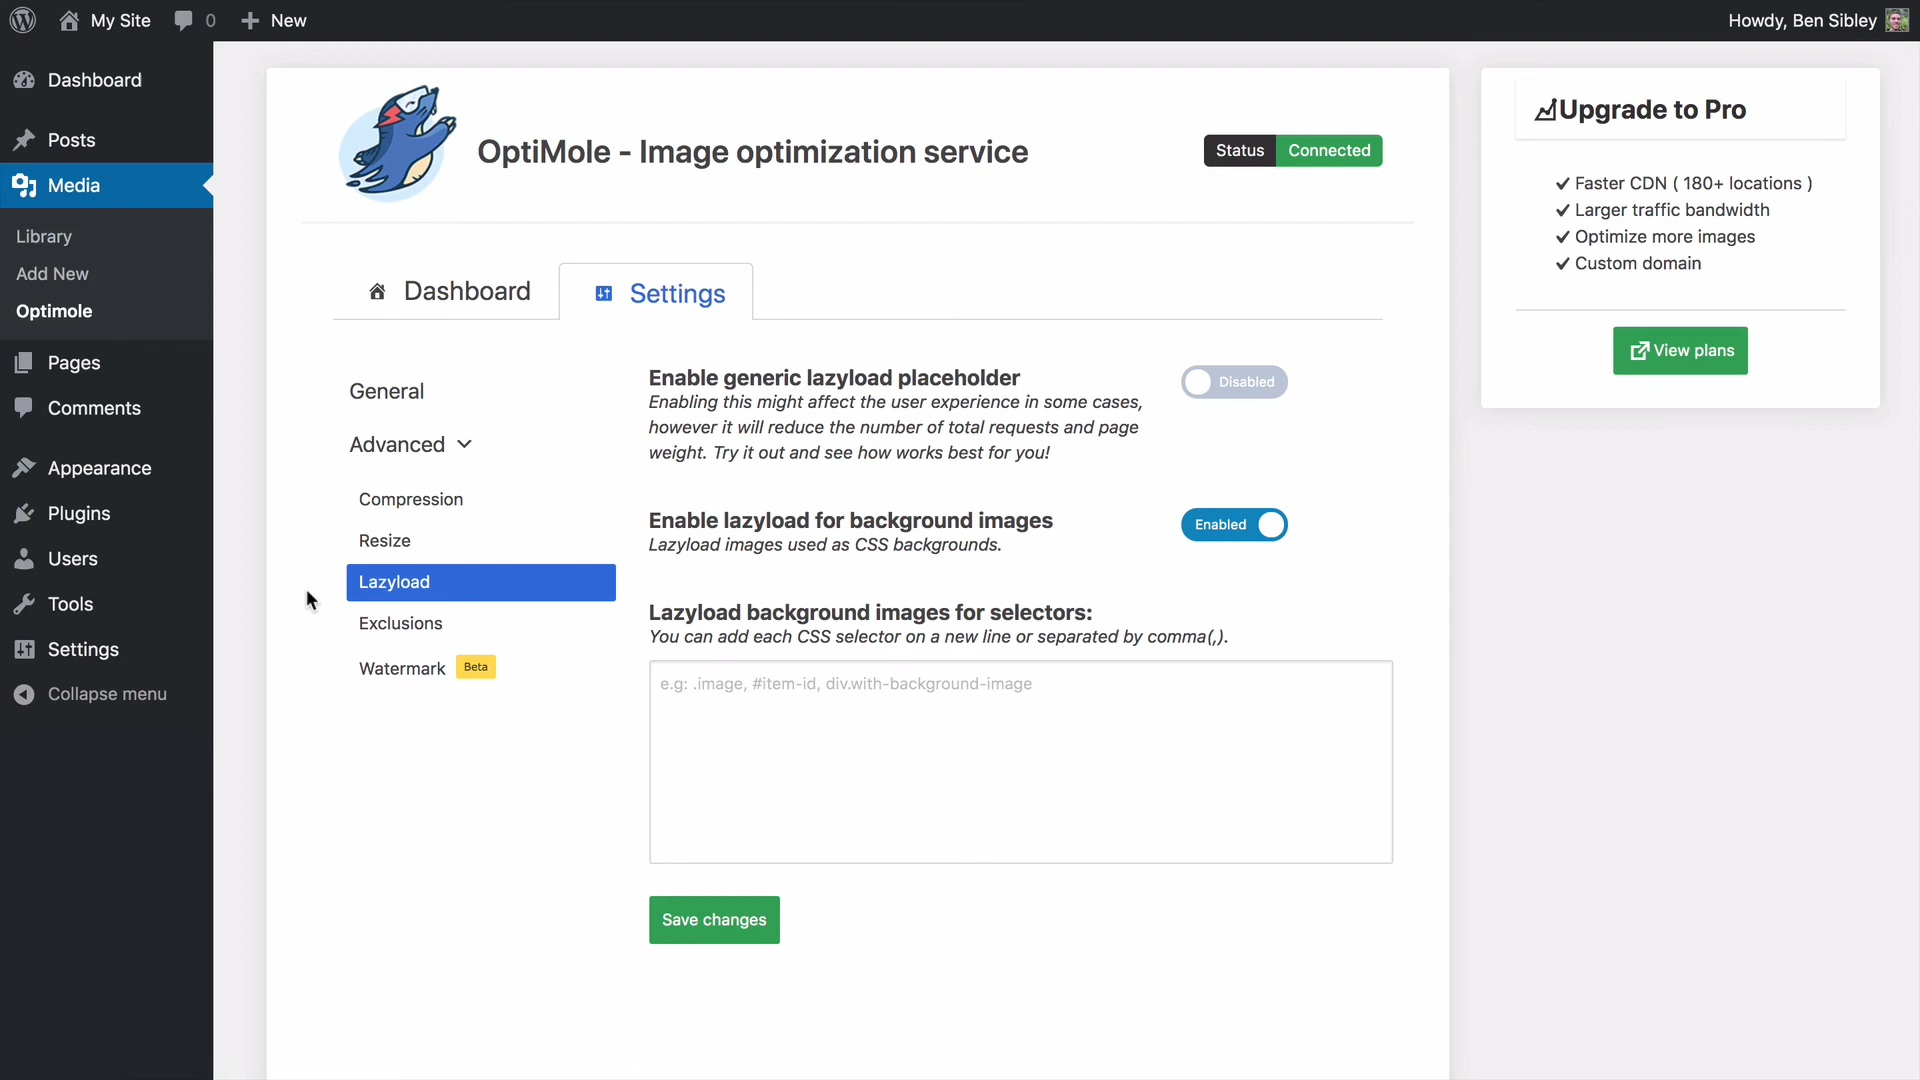 My Site
0
New
Howdy, Ben Sibley
Dashboard
Posts
Media
Library
Add New
Optimole
Pages
Comments
Appearance
Plugins
Users
Tools
Settings
Collapse menu
OptiMole - Image optimization service
Status Connected
Dashboard
Settings
General
Advanced
Compression
Resize
Lazyload
Exclusions
Watermark Beta
Enable generic lazyload placeholder
Disabled
Enabling this might affect the user experience in some cases,
however it will reduce the number of total requests and page
weight. Try it out and see how works best for you!
Enable lazyload for background images
Enabled
Lazyload images used as CSS backgrounds.
Lazyload background images for selectors:
You can add each CSS selector on a new line or separated by comma(,).
e.g: .image, #item-id, div.with-background-image
Save changes
Upgrade to Pro
✔ Faster CDN ( 180+ locations )
✔ Larger traffic bandwidth
✔ Optimize more images
✔ Custom domain
View plans